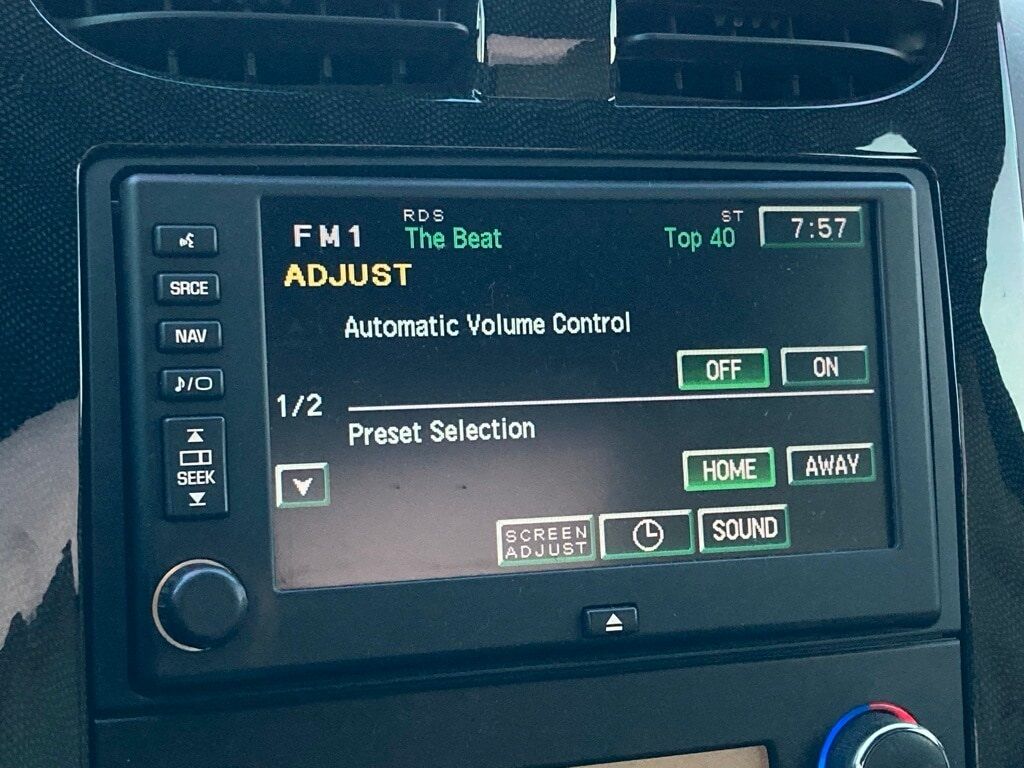 FM1
RDS
The Beat
ST
Top 40
7:57
ADJUST
SRCE
NAV
Automatic Volume Control
OFF
ON
1/2
Preset Selection
SEEK
HOME
AWAY
SCREEN
ADJUST
SOUND